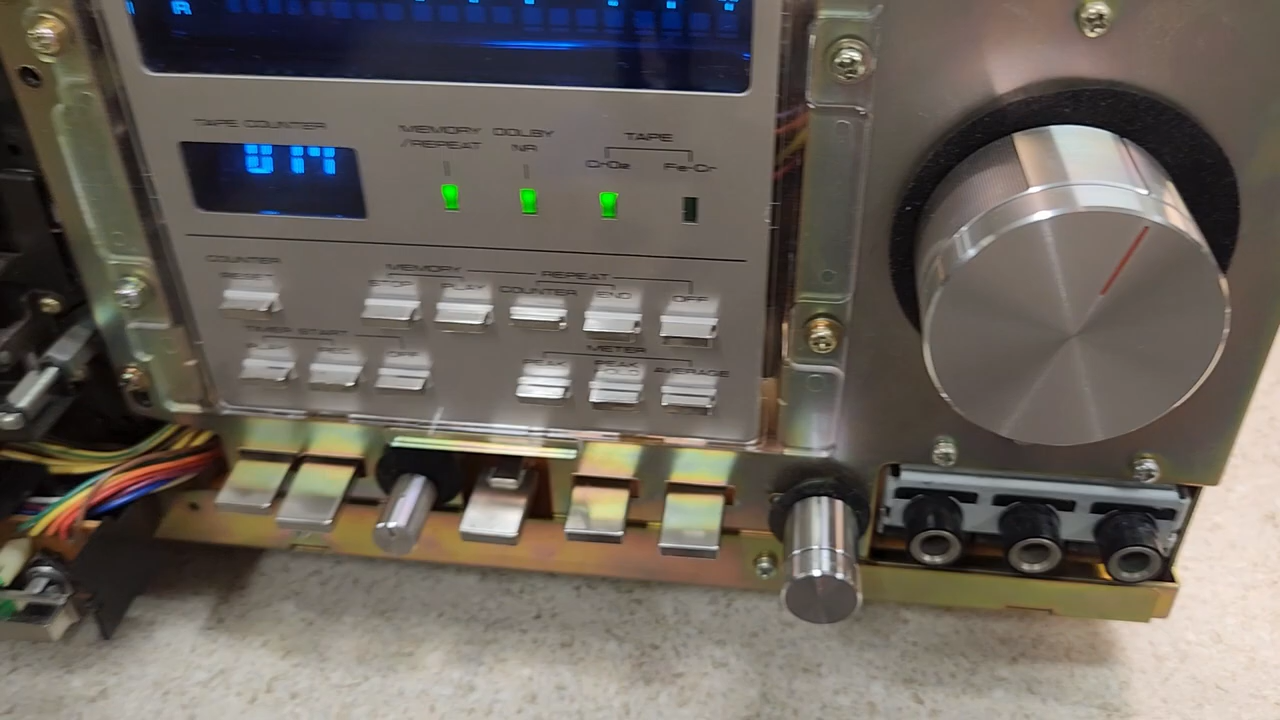 R
TAPE COUNTER
MEMORY
/REPEAT
DOLBY
NR
TAPE
CrO2
Fe-Cr
COUNTER
RESET
MEMORY
REPEAT
STOP
PLAY
COUNTER
END
OFF
TIMER START
OFF
METER
PEAK
PEAK
HOLD
AVERAGE